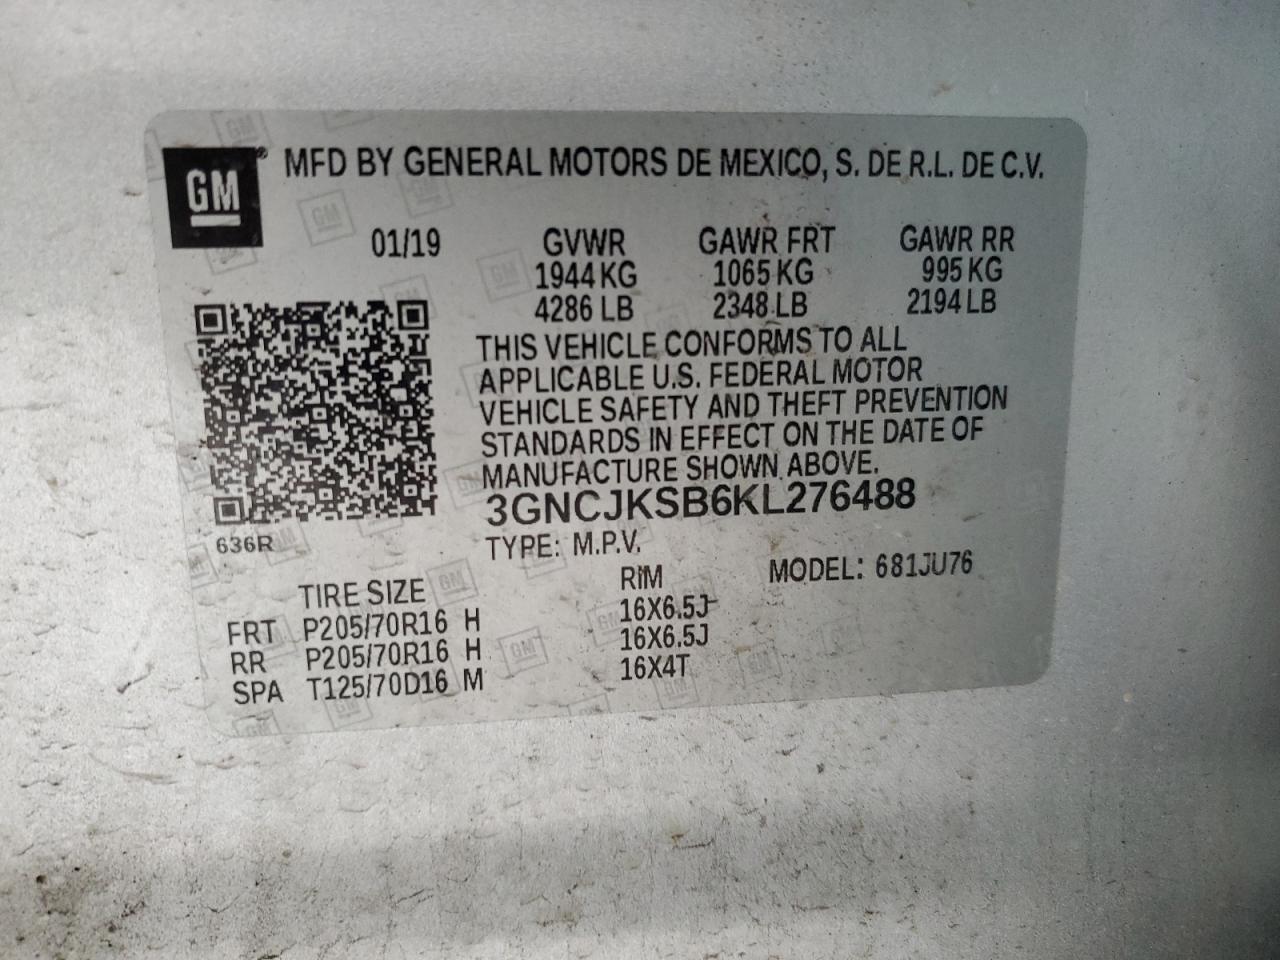 GM® MFD BY GENERAL MOTORS DE MEXICO, S. DE R.L. DE C.V.
01/19 GVWR GAWR FRT GAWR RR
1944 KG 1065 KG 995 KG
4286 LB 2348 LB 2194 LB
THIS VEHICLE CONFORMS TO ALL
APPLICABLE U.S. FEDERAL MOTOR
VEHICLE SAFETY AND THEFT PREVENTION
STANDARDS IN EFFECT ON THE DATE OF
MANUFACTURE SHOWN ABOVE.
3GNCJKSB6KL276488
636R
TYPE: M.P.V. MODEL: 681JU76
TIRE SIZE RIM
FRT P205/70R16 H 16X6.5J
RR P205/70R16 H 16X6.5J
SPA T125/70D16 M 16X4T